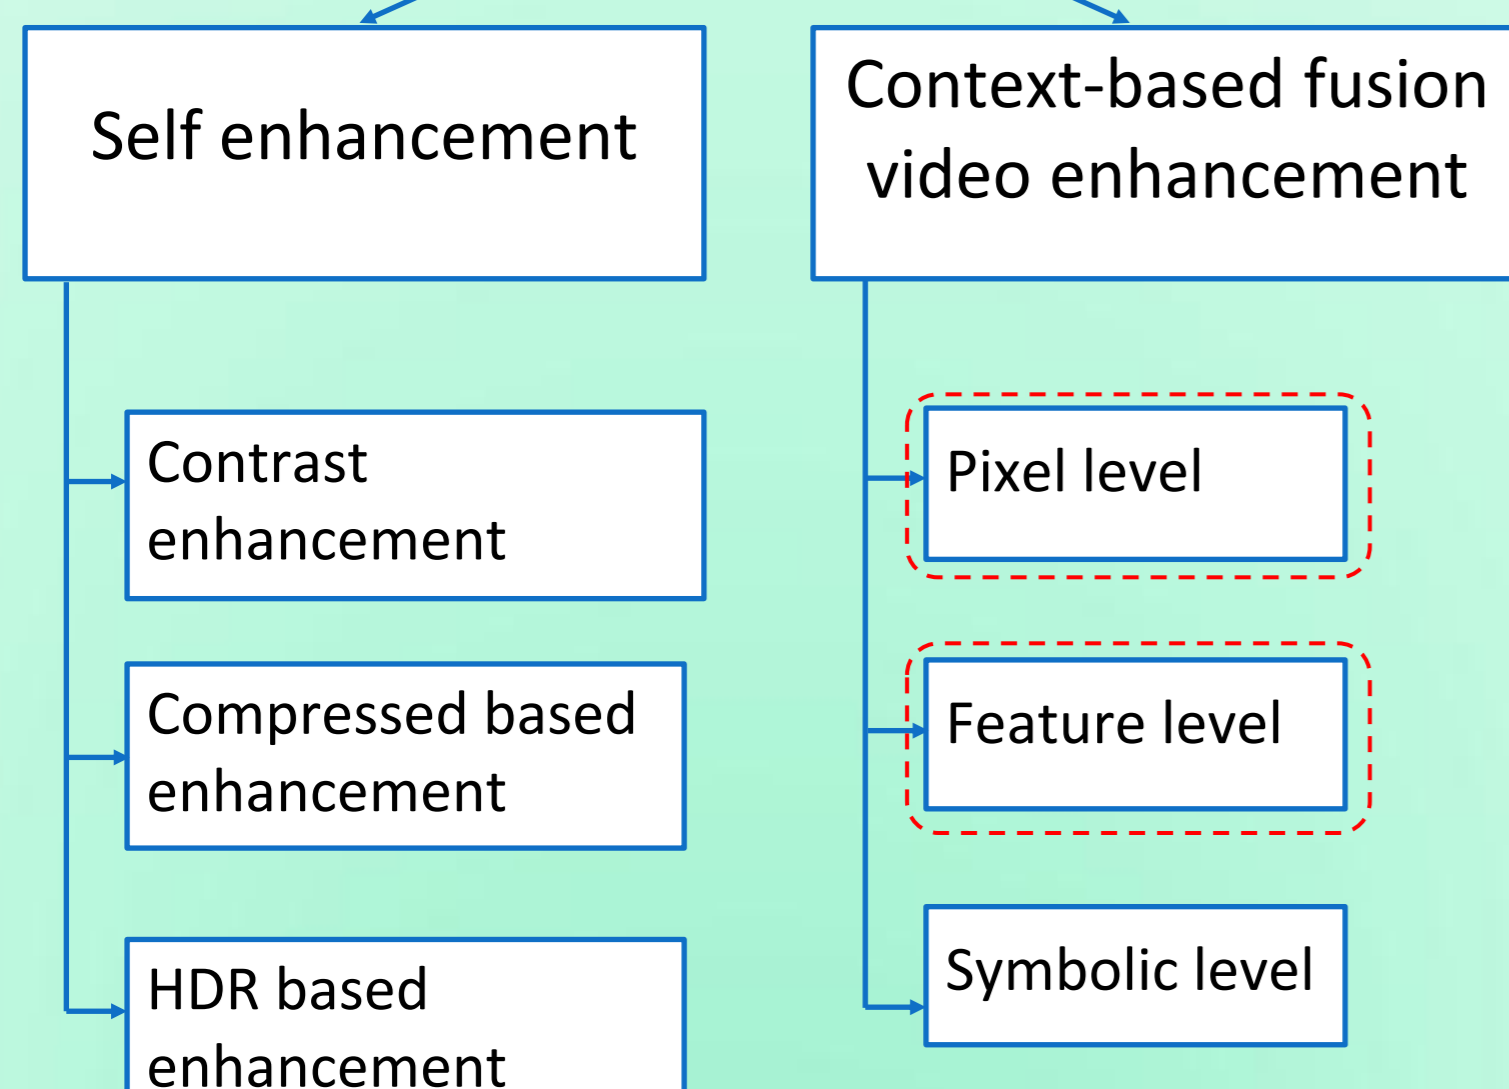 Self enhancement
Context-based fusion
video enhancement
Contrast
enhancement
Compressed based
enhancement
HDR based
enhancement
Pixel level
Feature level
Symbolic level